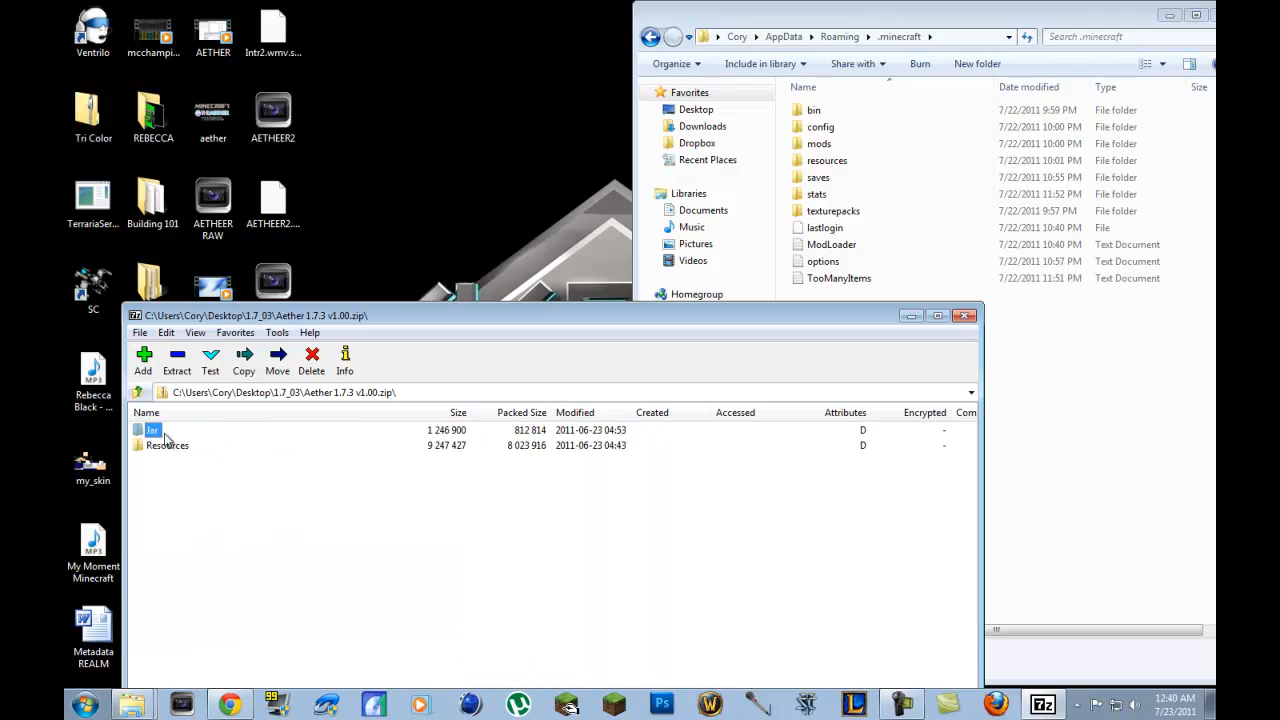 Ventrilo
mcchampi...
AETHER
Intr2.wmv.s...
Tri Color
REBECCA
aether
AETHEER2
TerrariaSer...
Building 101
AETHEER
RAW
AETHEER2....
SC
Rebecca
Black - ...
my_skin
My Moment
Minecraft
Metadata
REALM
Cory
AppData
Roaming
.minecraft
Search .minecraft
Organize
Include in library
Share with
Burn
New folder
Favorites
Desktop
Downloads
Dropbox
Recent Places
Libraries
Documents
Music
Pictures
Videos
Homegroup
Name Date modified Type Size
bin 7/22/2011 9:59 PM File folder
config 7/22/2011 10:00 PM File folder
mods 7/22/2011 10:00 PM File folder
resources 7/22/2011 10:01 PM File folder
saves 7/22/2011 10:55 PM File folder
stats 7/22/2011 11:52 PM File folder
texturepacks 7/22/2011 9:57 PM File folder
lastlogin 7/22/2011 10:40 PM File
ModLoader 7/22/2011 10:40 PM Text Document
options 7/22/2011 10:57 PM Text Document
TooManyItems 7/22/2011 11:51 PM Text Document
7z C:\Users\Cory\Desktop\1.7_03\Aether 1.7.3 v1.00.zip\
File Edit View Favorites Tools Help
Add Extract Test Copy Move Delete Info
C:\Users\Cory\Desktop\1.7_03\Aether 1.7.3 v1.00.zip\
Name Size Packed Size Modified Created Accessed Attributes Encrypted Com
Jar 1 246 900 812 814 2011-06-23 04:53 D -
Resources 9 247 427 8 023 916 2011-06-23 04:43 D -
99
Ps
W
L
7z
12:40 AM
7/23/2011